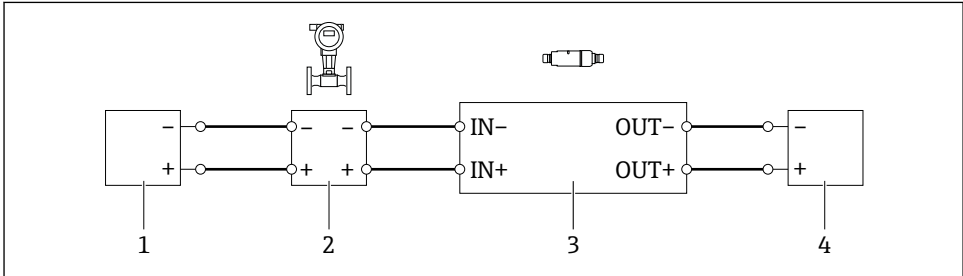 − − − IN− OUT− −
+ + + IN+ OUT+ +
1 2 3 4